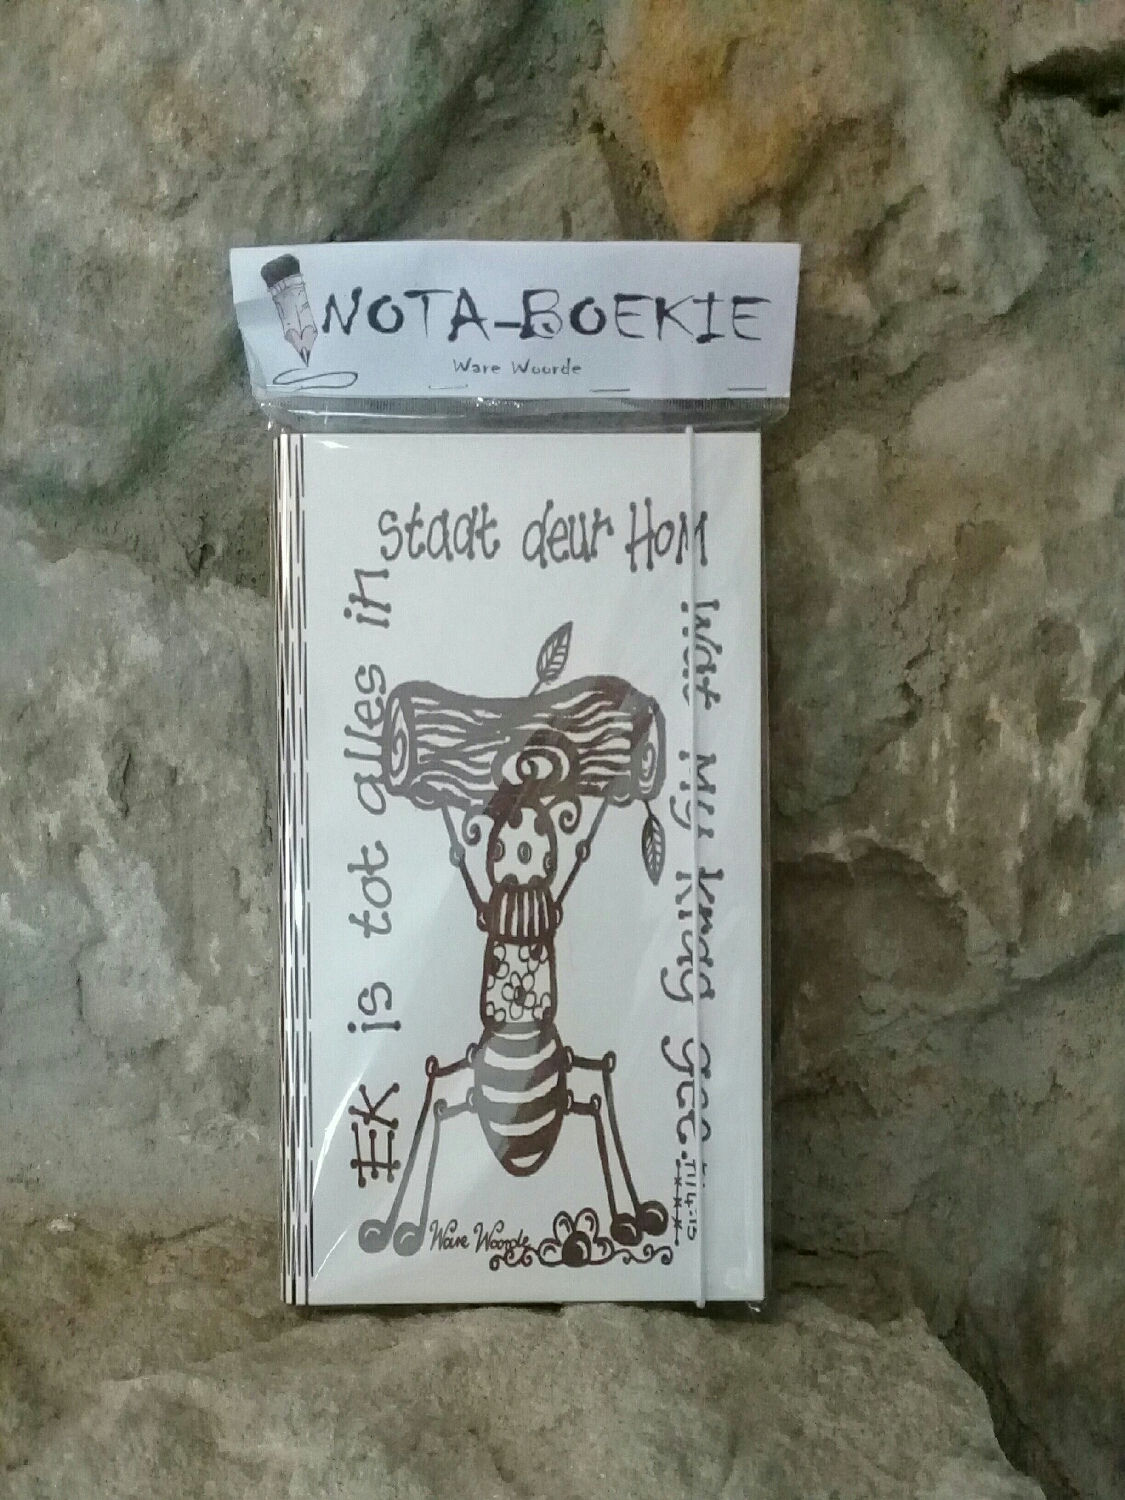 NOTA-BOEKIE
Ware Woorde
EK is tot alles in
staat deur HoM
Wat My krag gee.
Ware Woorde